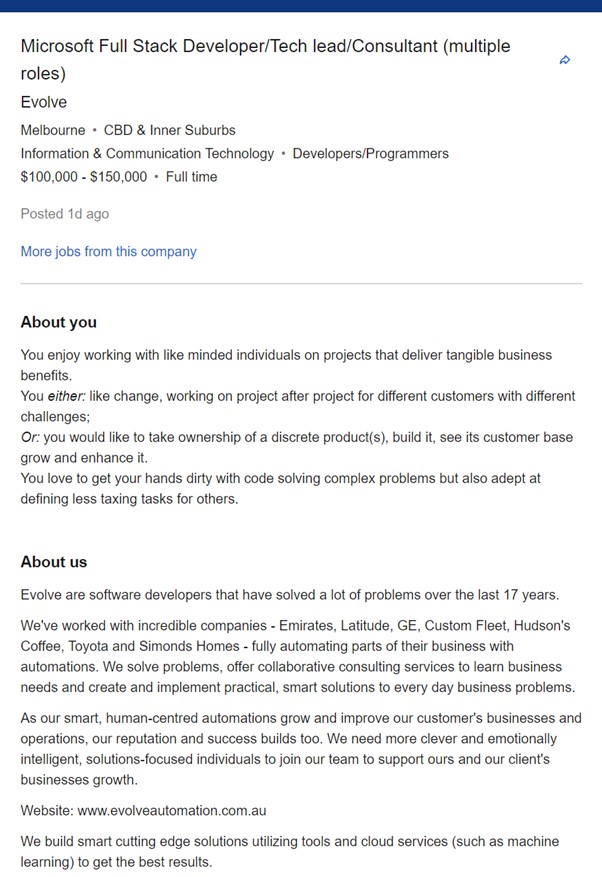 Microsoft Full Stack Developer/Tech lead/Consultant (multiple
roles)
Evolve
Melbourne • CBD & Inner Suburbs
Information & Communication Technology • Developers/Programmers
$100,000 - $150,000 • Full time
Posted 1d ago
More jobs from this company
About you
You enjoy working with like minded individuals on projects that deliver tangible business
benefits.
You either: like change, working on project after project for different customers with different
challenges;
Or: you would like to take ownership of a discrete product(s), build it, see its customer base
grow and enhance it.
You love to get your hands dirty with code solving complex problems but also adept at
defining less taxing tasks for others.
About us
Evolve are software developers that have solved a lot of problems over the last 17 years.
We've worked with incredible companies - Emirates, Latitude, GE, Custom Fleet, Hudson's
Coffee, Toyota and Simonds Homes - fully automating parts of their business with
automations. We solve problems, offer collaborative consulting services to learn business
needs and create and implement practical, smart solutions to every day business problems.
As our smart, human-centred automations grow and improve our customer's businesses and
operations, our reputation and success builds too. We need more clever and emotionally
intelligent, solutions-focused individuals to join our team to support ours and our client's
businesses growth.
Website: www.evolveautomation.com.au
We build smart cutting edge solutions utilizing tools and cloud services (such as machine
learning) to get the best results.